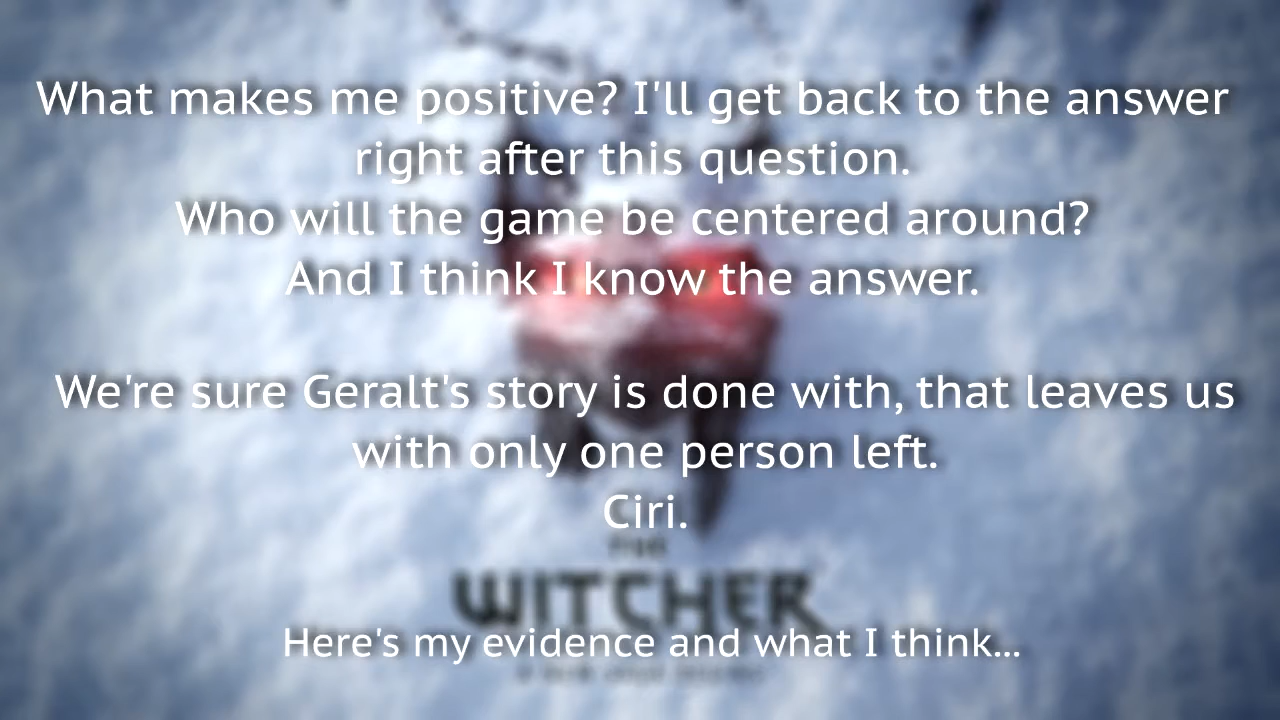 What makes me positive? I'll get back to the answer
right after this question.
Who will the game be centered around?
And I think I know the answer.
We're sure Geralt's story is done with, that leaves us
with only one person left.
Ciri.
THE
WITCHER
Here's my evidence and what I think...